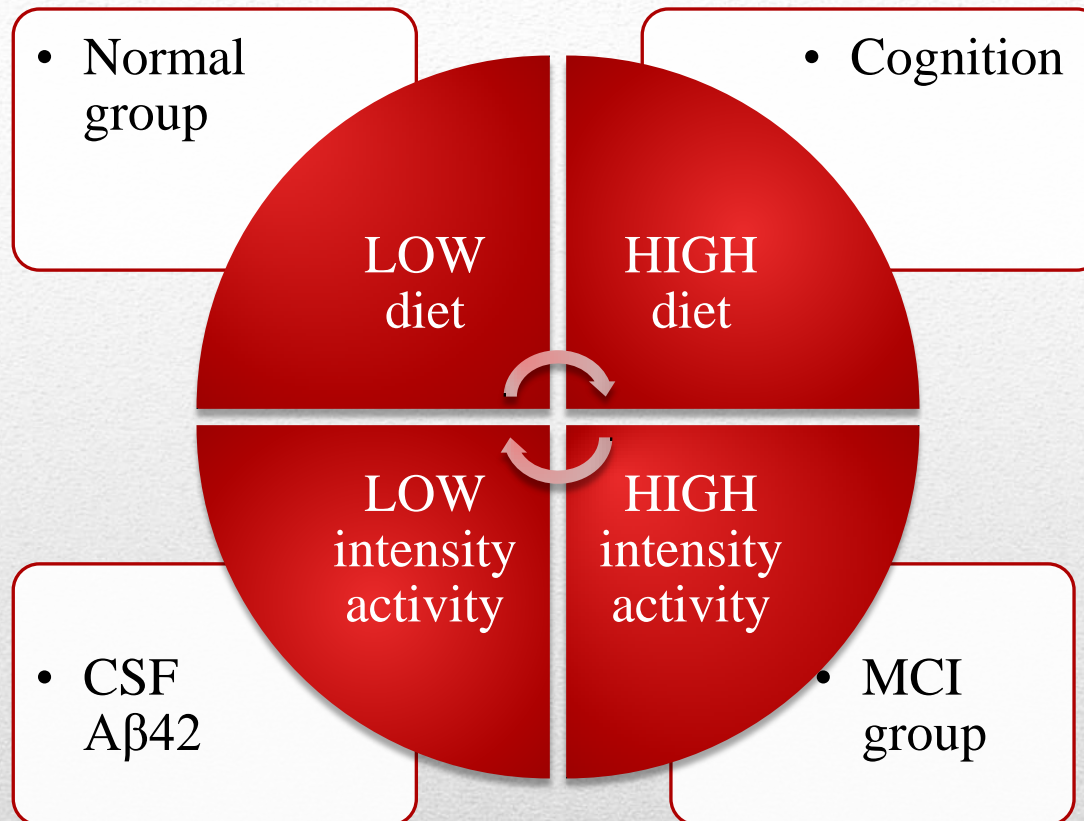 • Normal
group
• Cognition
LOW
diet
HIGH
diet
LOW
intensity
activity
HIGH
intensity
activity
• CSF
Aβ42
• MCI
group